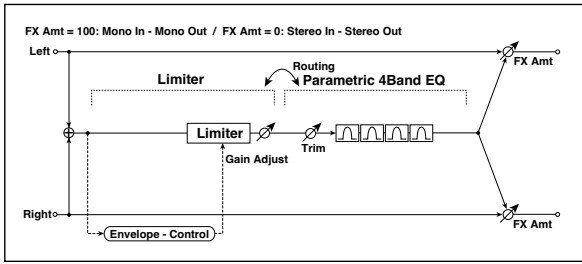 FX Amt = 100: Mono In - Mono Out / FX Amt = 0: Stereo In - Stereo Out
Left
FX Amt
Routing
Limiter
Parametric 4Band EQ
Limiter
Trim
Gain Adjust
Right
FX Amt
Envelope - Control